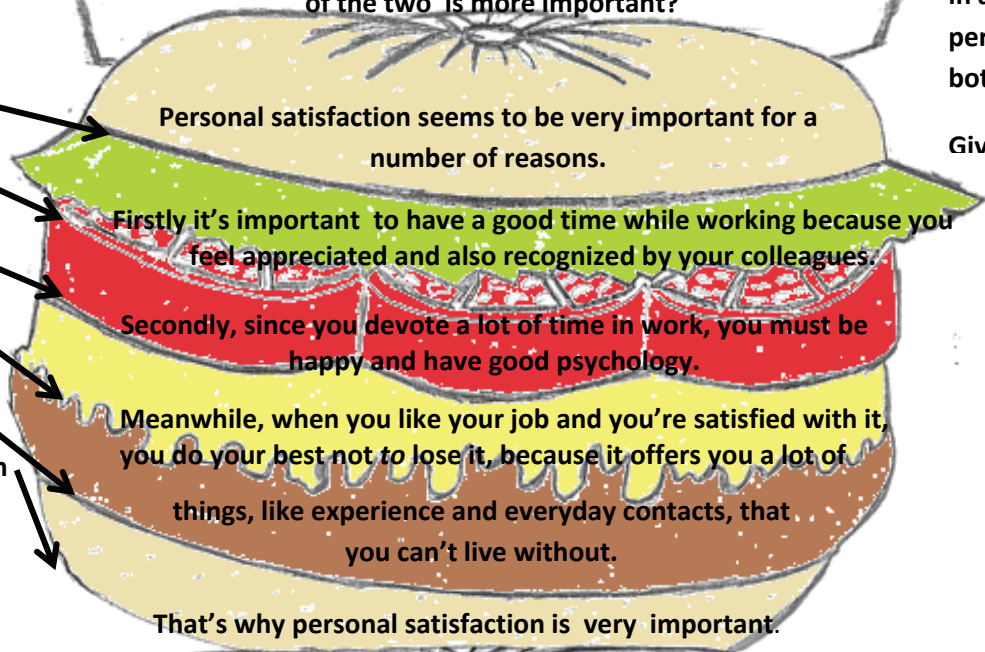 of the two is more important?
in a
per
bot
Giv
Personal satisfaction seems to be very important for a
number of reasons.
Firstly it's important to have a good time while working because you
feel appreciated and also recognized by your colleagues.
Secondly, since you devote a lot of time in work, you must be
happy and have good psychology.
Meanwhile, when you like your job and you're satisfied with it,
you do your best not to lose it, because it offers you a lot of
n
things, like experience and everyday contacts, that
you can't live without.
That's why personal satisfaction is very important.